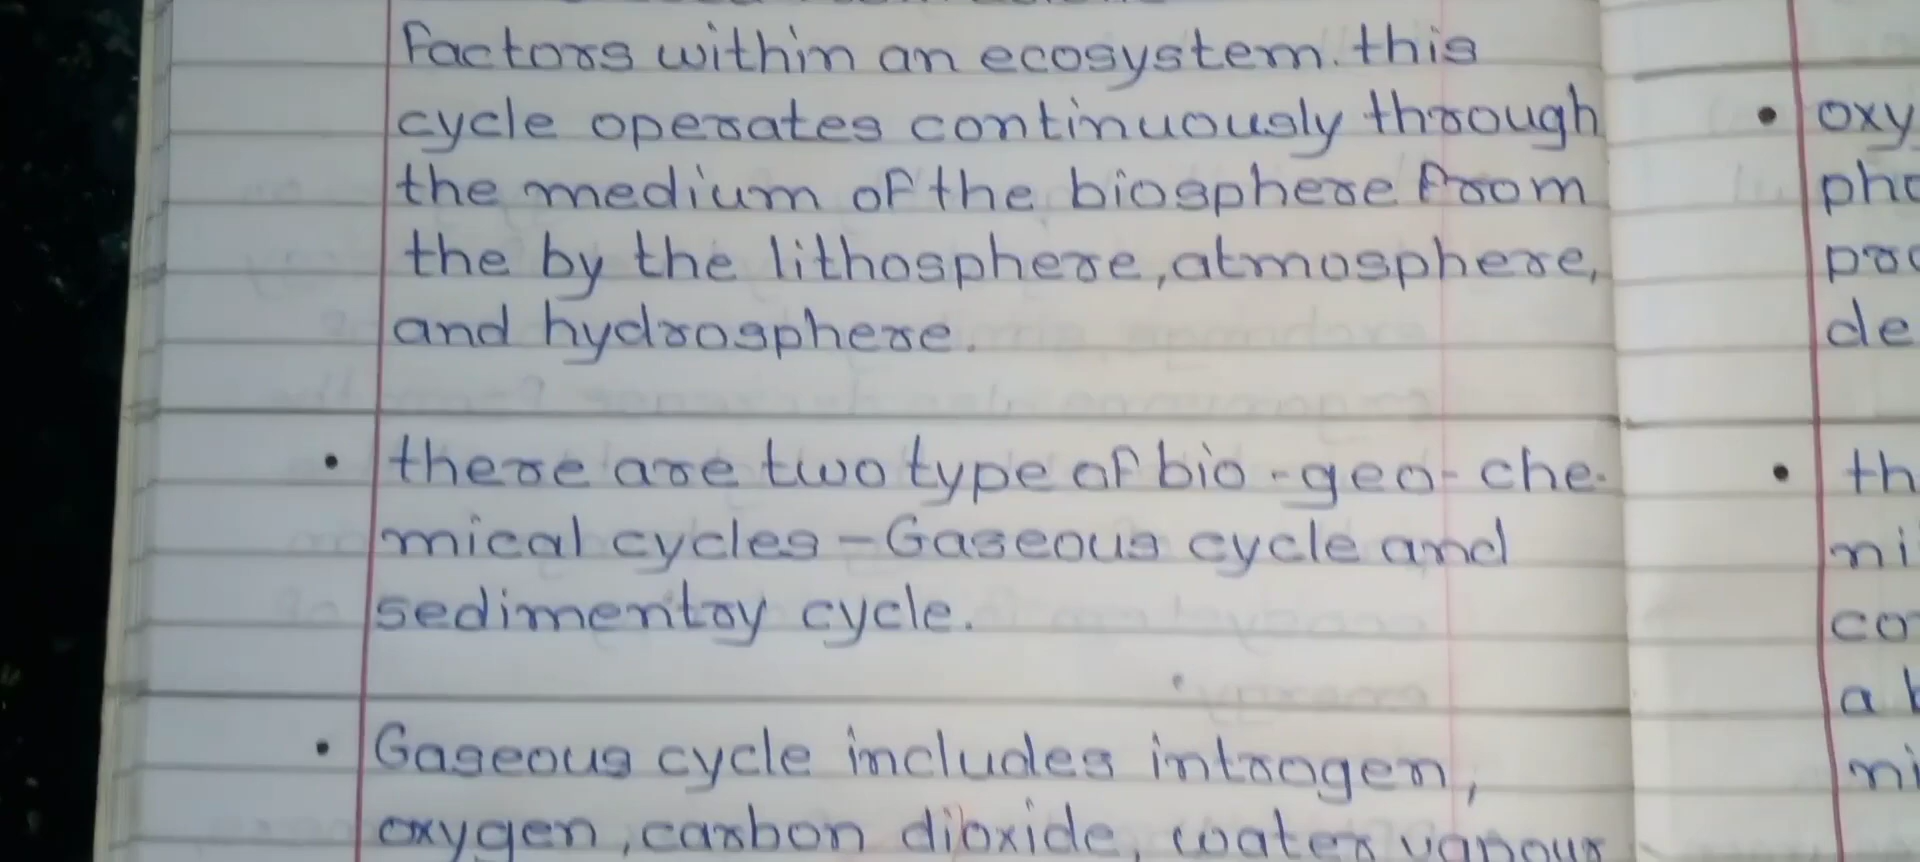 factors within an ecosystem. this
cycle operates continuously through
the medium of the biosphere from
the by the lithosphere, atmosphere,
and hydrosphere.
• there are two type of bio-geo-che-
mical cycles - Gaseous cycle and
sedimentry cycle.
• Gaseous cycle includes introgen,
oxygen, carbon dioxide, water vapour
• oxy
pho
pro
de
• th
ni
co
a
ni